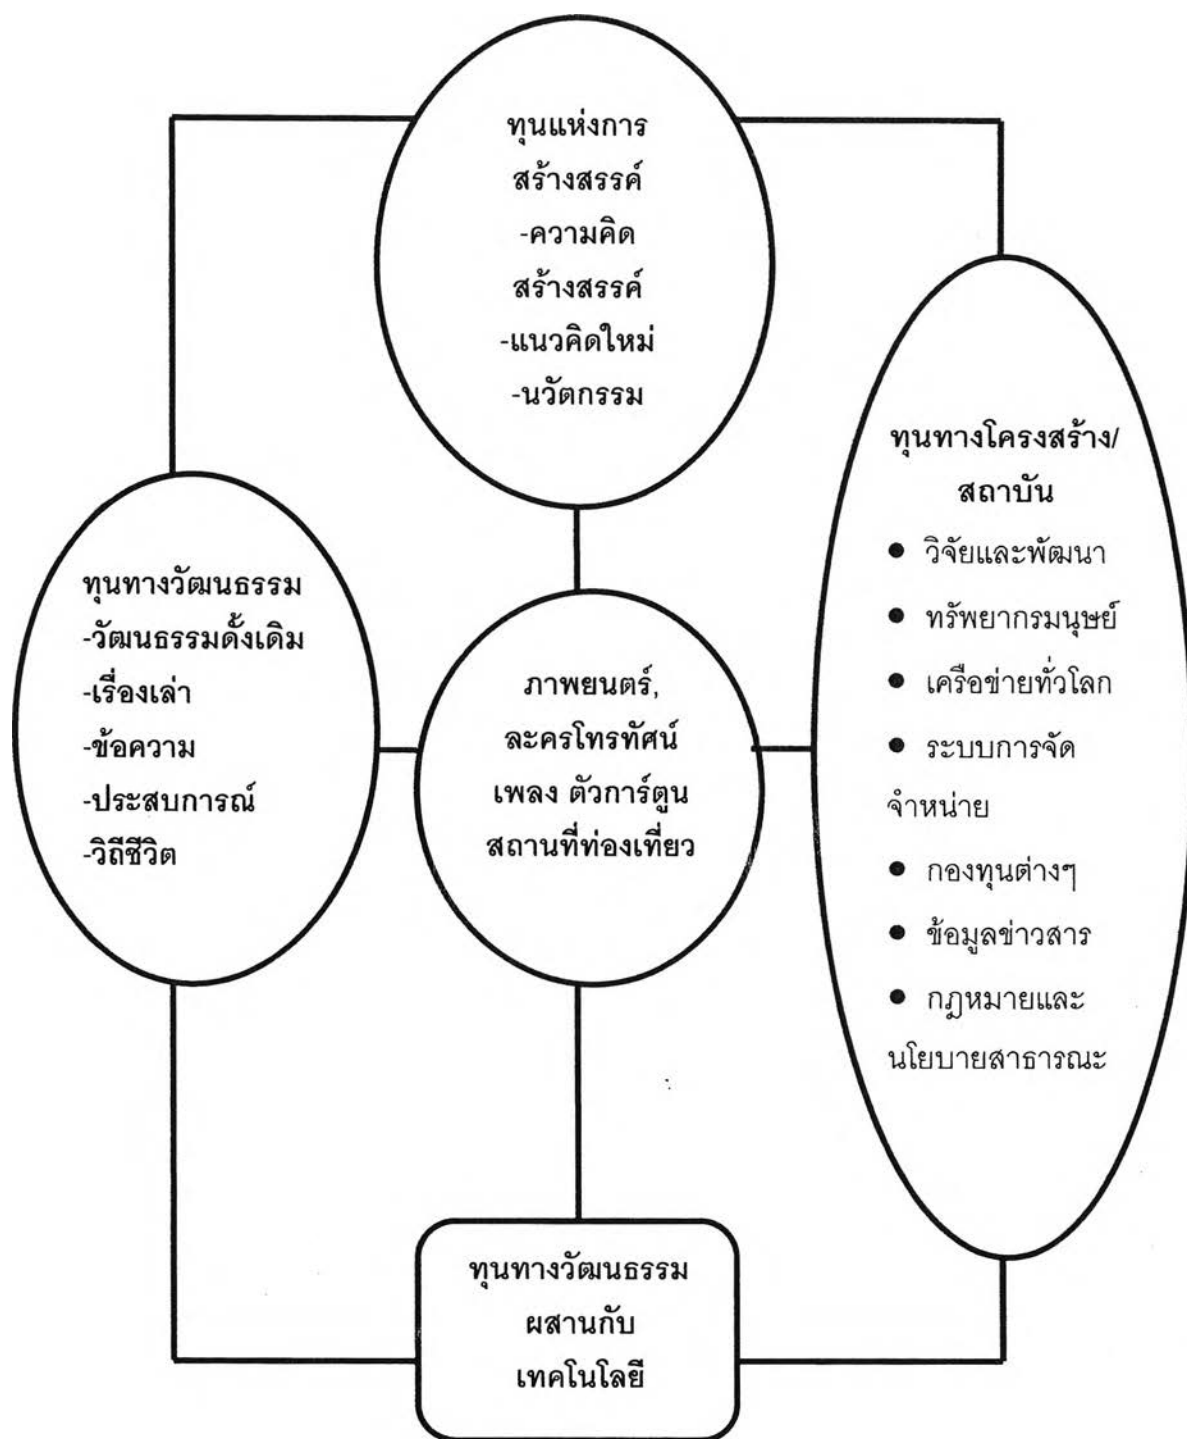 ทุนแห่งการ
สร้างสรรค์
-ความคิด
สร้างสรรค์
-แนวคิดใหม่
-นวัตกรรม
ทุนทางวัฒนธรรม
-วัฒนธรรมดั้งเดิม
-เรื่องเล่า
-ข้อความ
-ประสบการณ์
-วิถีชีวิต
ภาพยนตร์,
ละครโทรทัศน์
เพลง ตัวการ์ตูน
สถานที่ท่องเที่ยว
ทุนทางโครงสร้าง/
สถาบัน
● วิจัยและพัฒนา
● ทรัพยากรมนุษย์
● เครือข่ายทั่วโลก
● ระบบการจัด
จำหน่าย
● กองทุนต่างๆ
● ข้อมูลข่าวสาร
● กฎหมายและ
นโยบายสาธารณะ
ทุนทางวัฒนธรรม
ผสานกับ
เทคโนโลยี